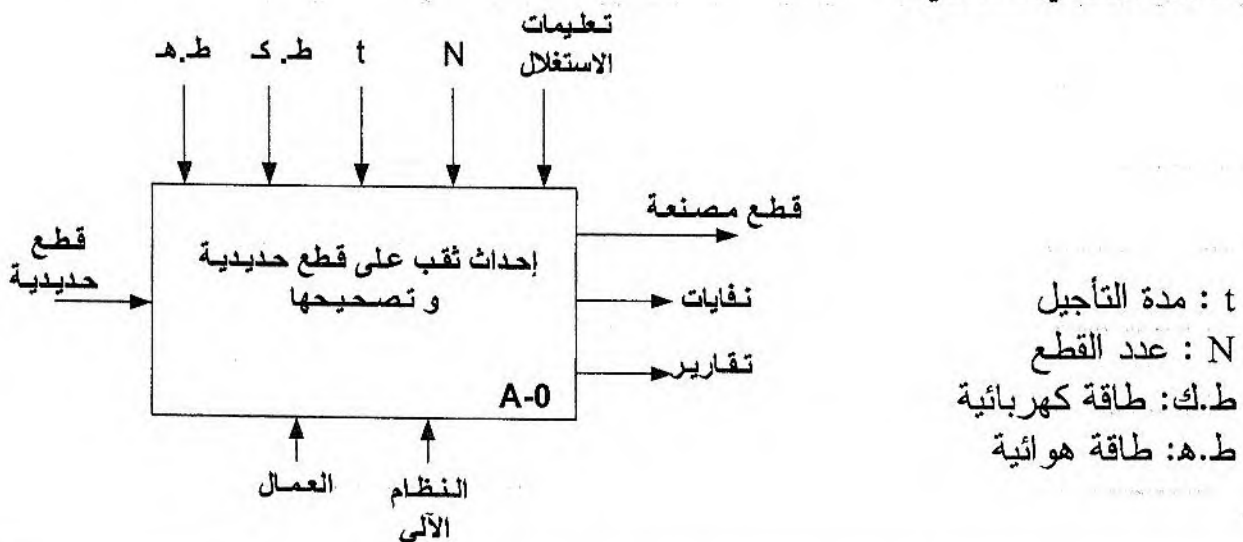 تعليمات
الاستغلال
N
t
ط. كـ
ط.هـ
قطع
حديدية
إحداث ثقب على قطع حديدية
و تصحيحها
A-0
قطع مصنعة
نفايات
تقارير
العمال
النظام
الآلي
t : مدة التأجيل
N : عدد القطع
ط.ك: طاقة كهربائية
ط.ه: طاقة هوائية